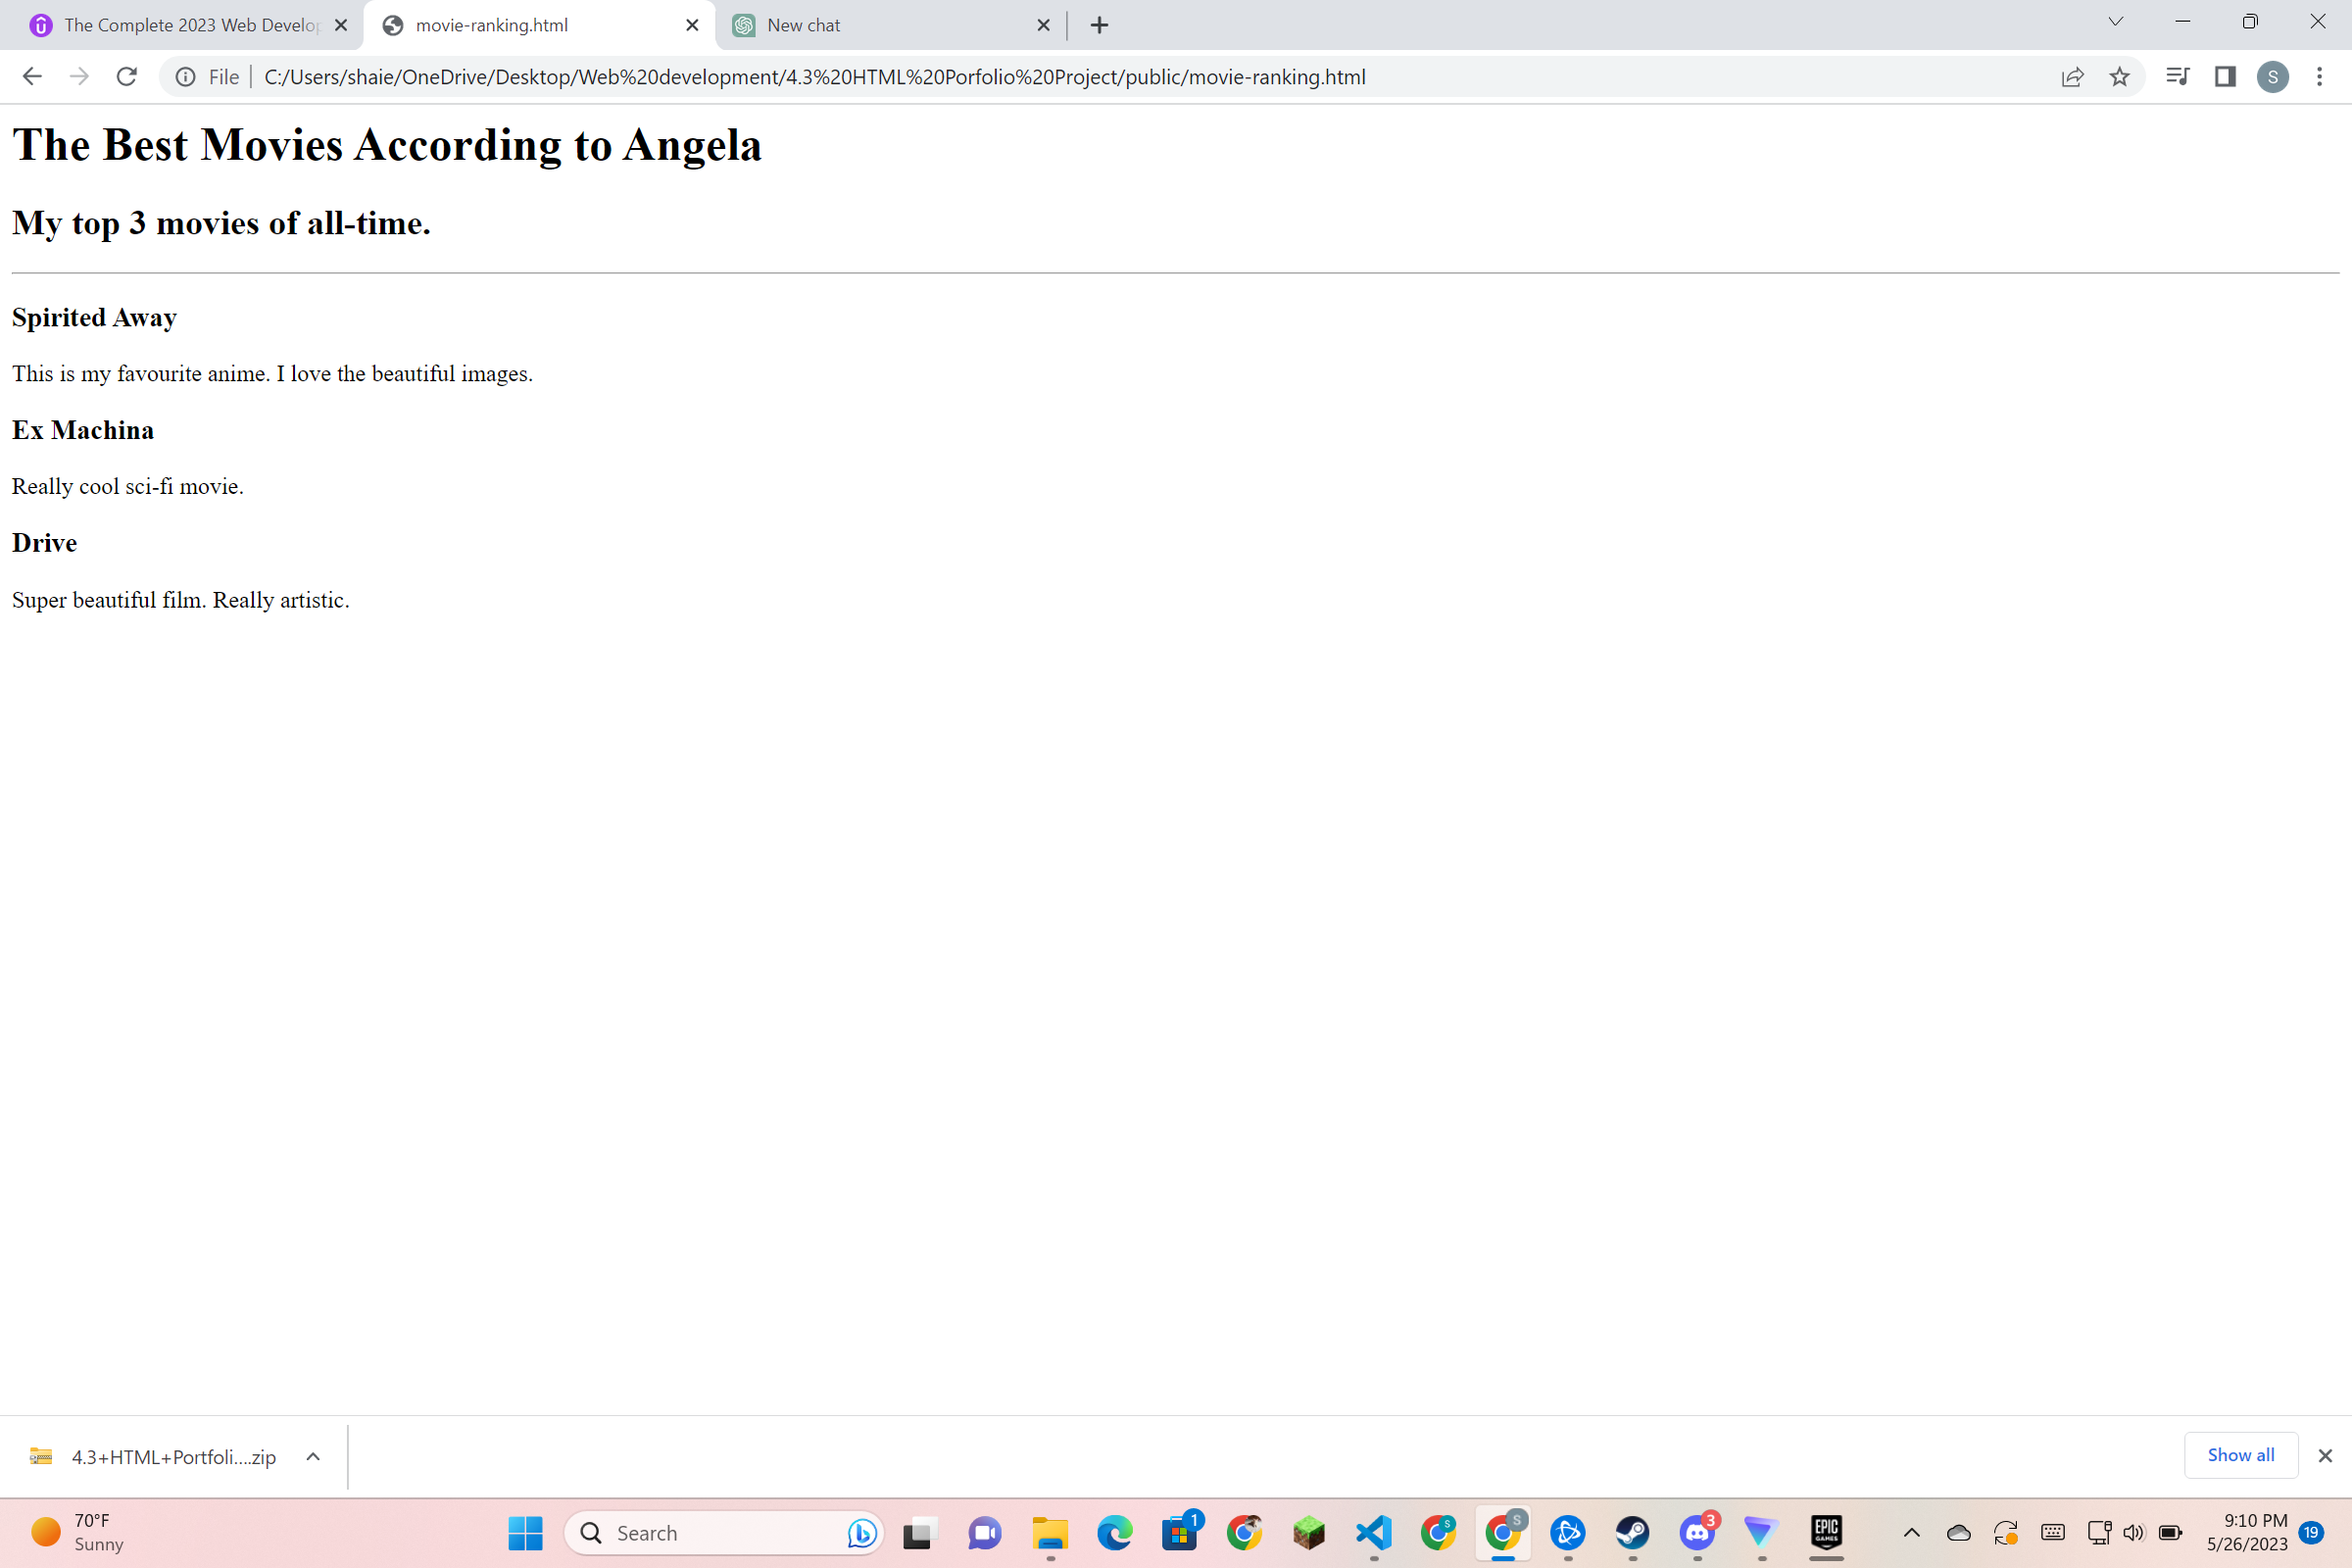 The Complete 2023 Web Develop
movie-ranking.html
New chat
File
C:/Users/shaie/OneDrive/Desktop/Web%20development/4.3%20HTML%20Porfolio%20Project/public/movie-ranking.html
S
The Best Movies According to Angela
My top 3 movies of all-time.
Spirited Away
This is my favourite anime. I love the beautiful images.
Ex Machina
Really cool sci-fi movie.
Drive
Super beautiful film. Really artistic.
4.3+HTML+Portfoli....zip
Show all
70°F
Sunny
Search
1
S
S
3
EPIC
GAMES
9:10 PM
5/26/2023
19